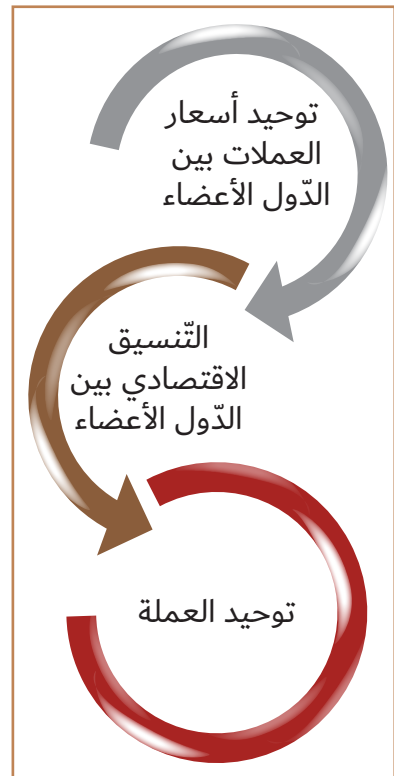 توحيد أسعار
العملات بين
الدّول الأعضاء
التّنسيق
الاقتصادي بين
الدّول الأعضاء
توحيد العملة